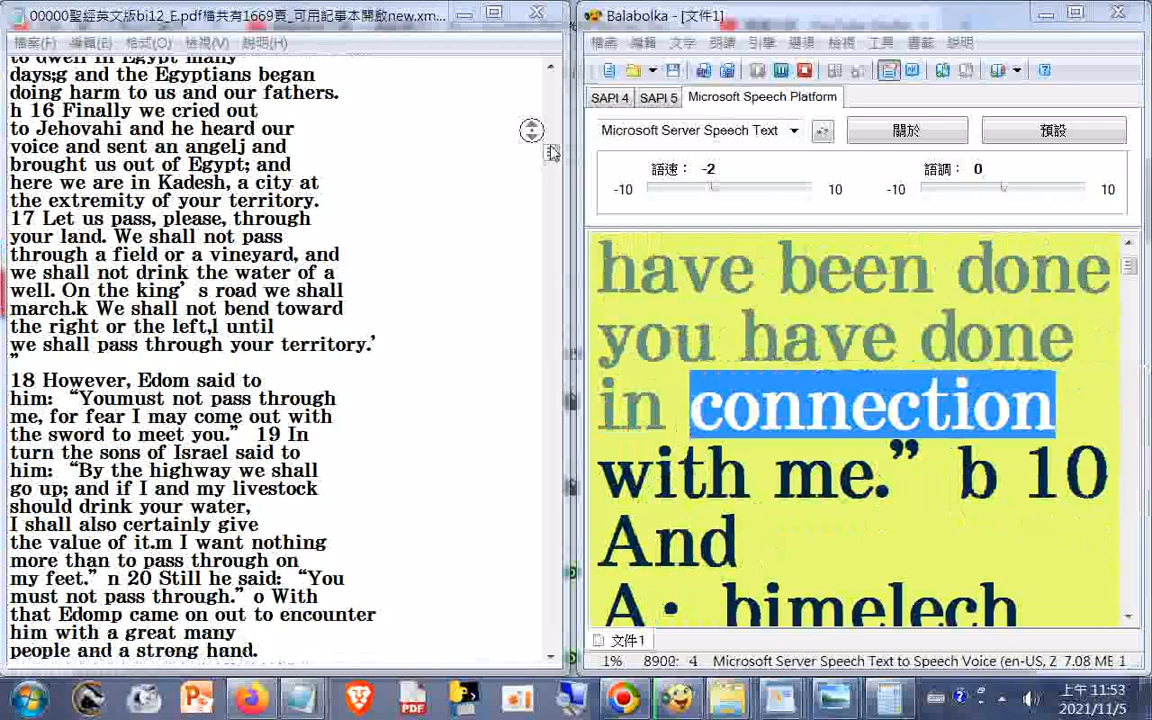 00000聖經英文版bi12_E.pdf檔共有1669頁_可用記事本開啟new.xm...
檔案(F) 編輯(E) 格式(O) 檢視(V) 說明(H)
to dwell in Egypt many
days;g and the Egyptians began
doing harm to us and our fathers.
h 16 Finally we cried out
to Jehovahi and he heard our
voice and sent an angelj and
brought us out of Egypt; and
here we are in Kadesh, a city at
the extremity of your territory.
17 Let us pass, please, through
your land. We shall not pass
through a field or a vineyard, and
we shall not drink the water of a
well. On the king’s road we shall
march.k We shall not bend toward
the right or the left,l until
we shall pass through your territory.’
”
18 However, Edom said to
him: “Youmust not pass through
me, for fear I may come out with
the sword to meet you.” 19 In
turn the sons of Israel said to
him: “By the highway we shall
go up; and if I and my livestock
should drink your water,
I shall also certainly give
the value of it.m I want nothing
more than to pass through on
my feet.” n 20 Still he said: “You
must not pass through.” o With
that Edomp came on out to encounter
him with a great many
people and a strong hand.
Balabolka - [文件1]
檔案 編輯 文字 朗讀 引擎 選項 檢視 工具 書籤 說明
SAPI 4 SAPI 5 Microsoft Speech Platform
Microsoft Server Speech Text 關於 預設
語速： -2 語調： 0
-10 10 -10 10
have been done
you have done
in connection
with me.” b 10
And
A· bimelech
文件1
1% 8900: 4 Microsoft Server Speech Text to Speech Voice (en-US, Z 7.08 ME 1
PDF
上午 11:53
2021/11/5